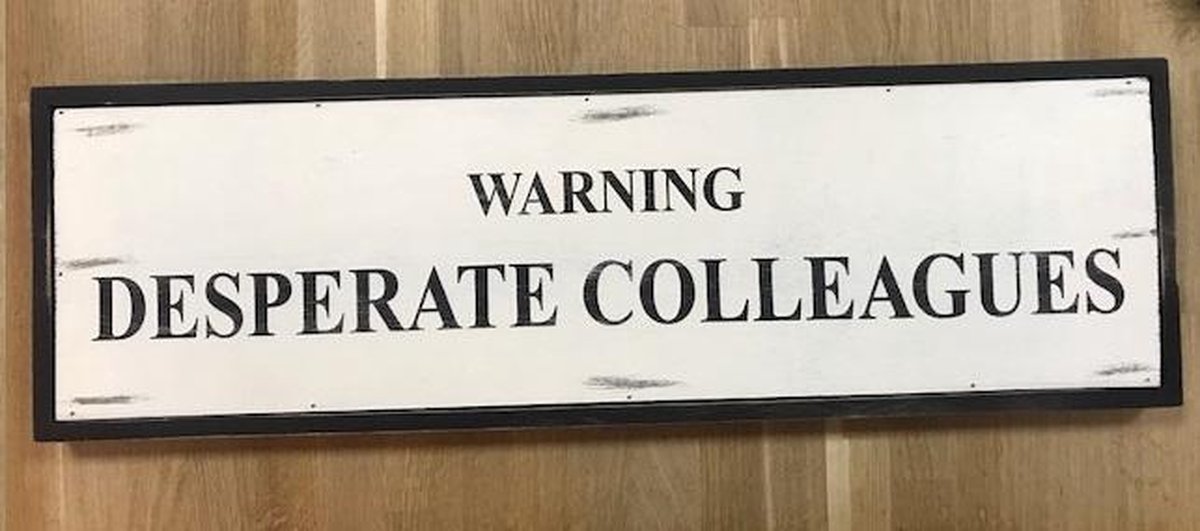 WARNING
DESPERATE COLLEAGUES